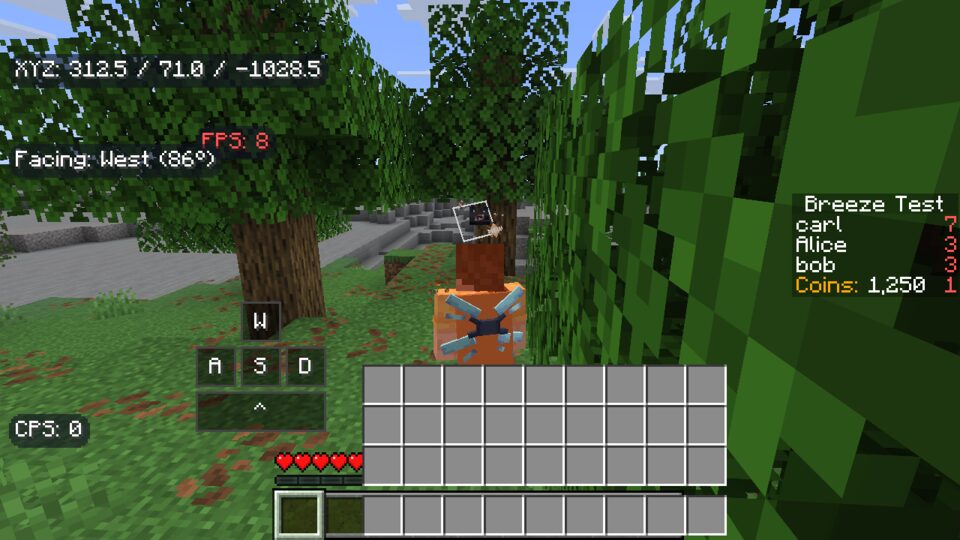 XYZ: 312.5 / 71.0 / -1028.5
FPS: 8
Facing: West (86°)
Breeze Test
carl 7
Alice 3
bob 3
Coins: 1,250 1
W
A S D
^
CPS: 0